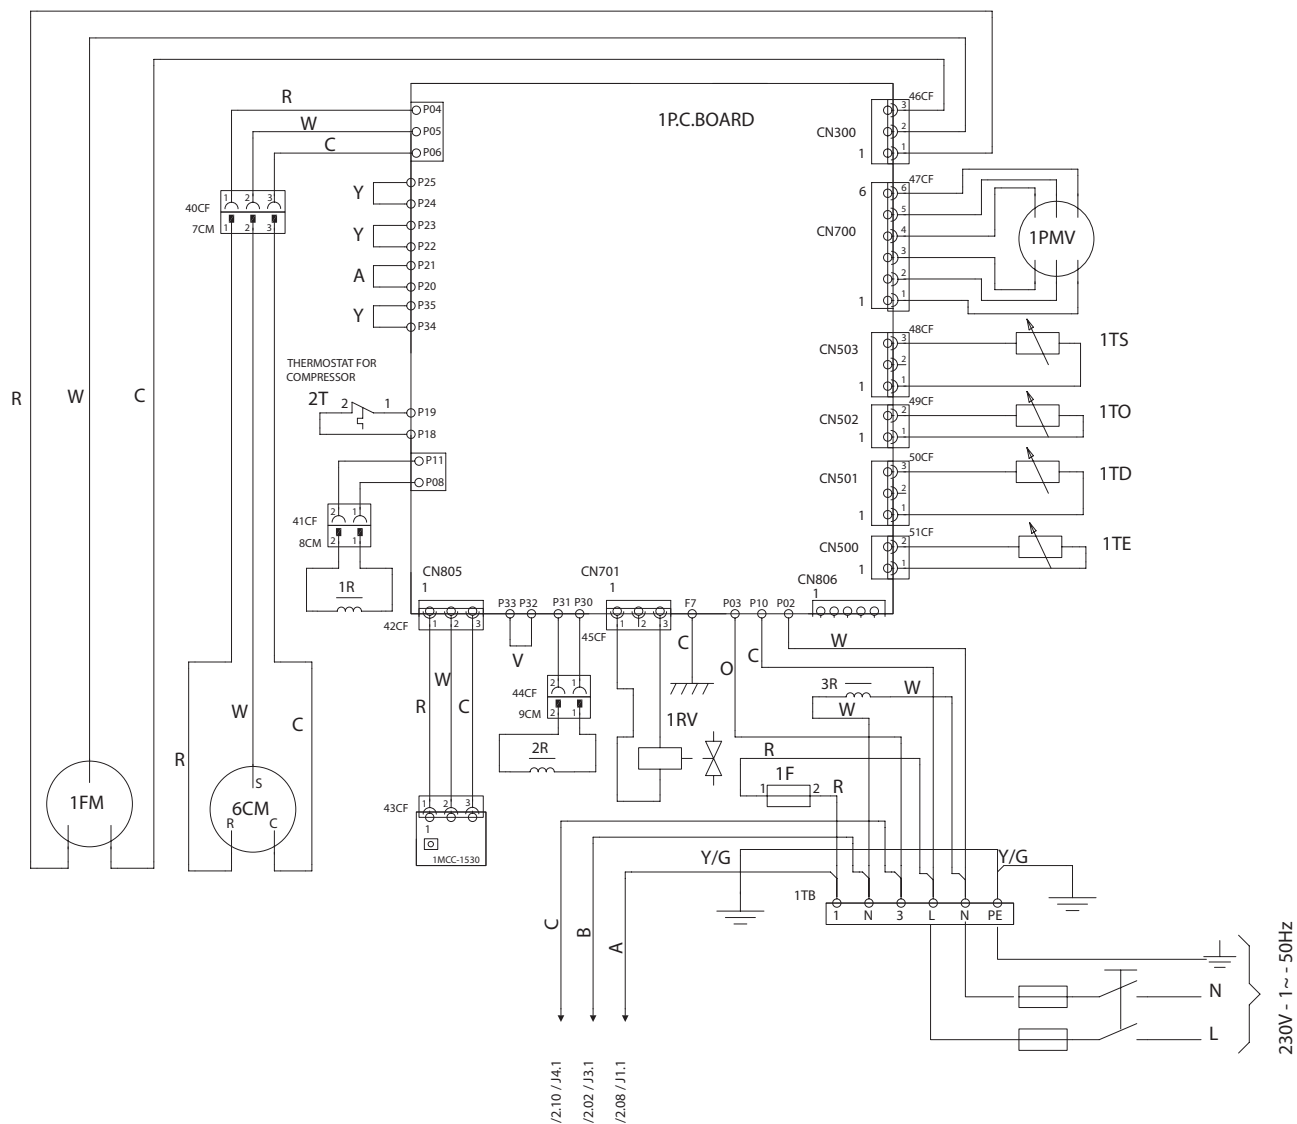 1P.C.BOARD
R
W
C
P04
P05
P06
Y
P25
P24
Y
P23
P22
A
P21
P20
Y
P35
P34
40CF
1 2 3
7CM
1 2 3
THERMOSTAT FOR
COMPRESSOR
2T
2 1
P19
P18
P11
P08
41CF
2 1
8CM
2 1
1R
R
W
C
46CF
CN300
3
2
1 1
47CF
CN700
6 6
5
4
3
2
1 1
1PMV
48CF
CN503
3
2
1 1
1TS
49CF
CN502
2
1 1
1TO
50CF
CN501
3
2
1 1
1TD
51CF
CN500
2
1 1
1TE
CN805
1
42CF
1 2 3
P33 P32
V
P31 P30
CN701
1
45CF
1 2 3
F7
C
P03 P10 P02
O
C
W
CN806
1
R
W
C
44CF
2 1
9CM
2 1
2R
1RV
3R
W
W
R
1F
1 2
R
43CF
1 2 3
1
1MCC-1530
1FM
R
W
C
6CM
S
R C
Y/G
Y/G
1TB
1 N 3 L N PE
C
B
A
/2.10 / J4.1
/2.02 / J3.1
/2.08 / J1.1
N
L
230V - 1~ - 50Hz